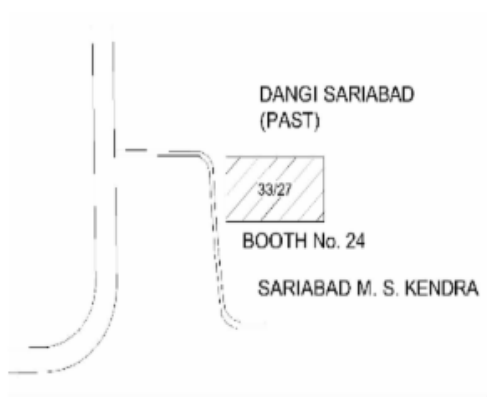 DANGI SARIABAD
(PAST)
33/27
BOOTH No. 24
SARIABAD M. S. KENDRA